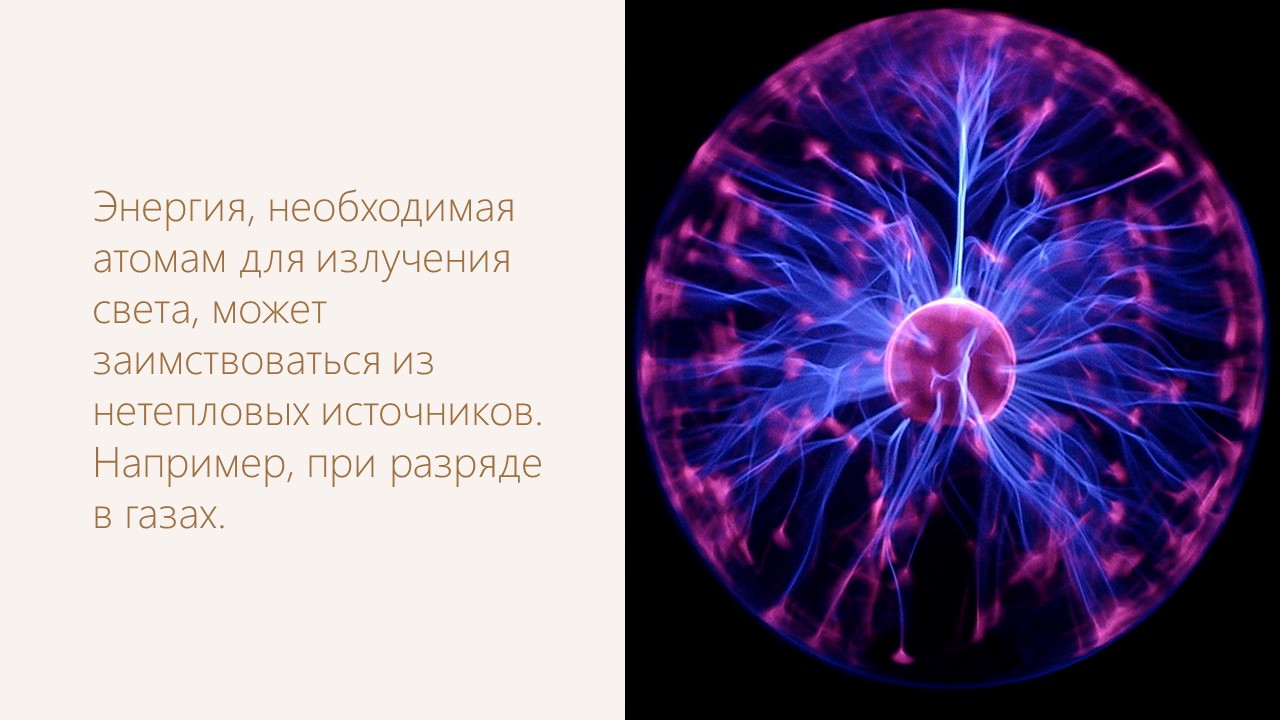 Энергия, необходимая
атомам для излучения
света, может
заимствоваться из
нетепловых источников.
Например, при разряде
в газах.